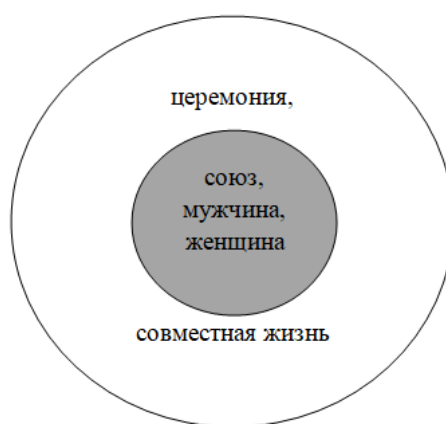 церемония,
союз,
мужчина,
женщина
совместная жизнь